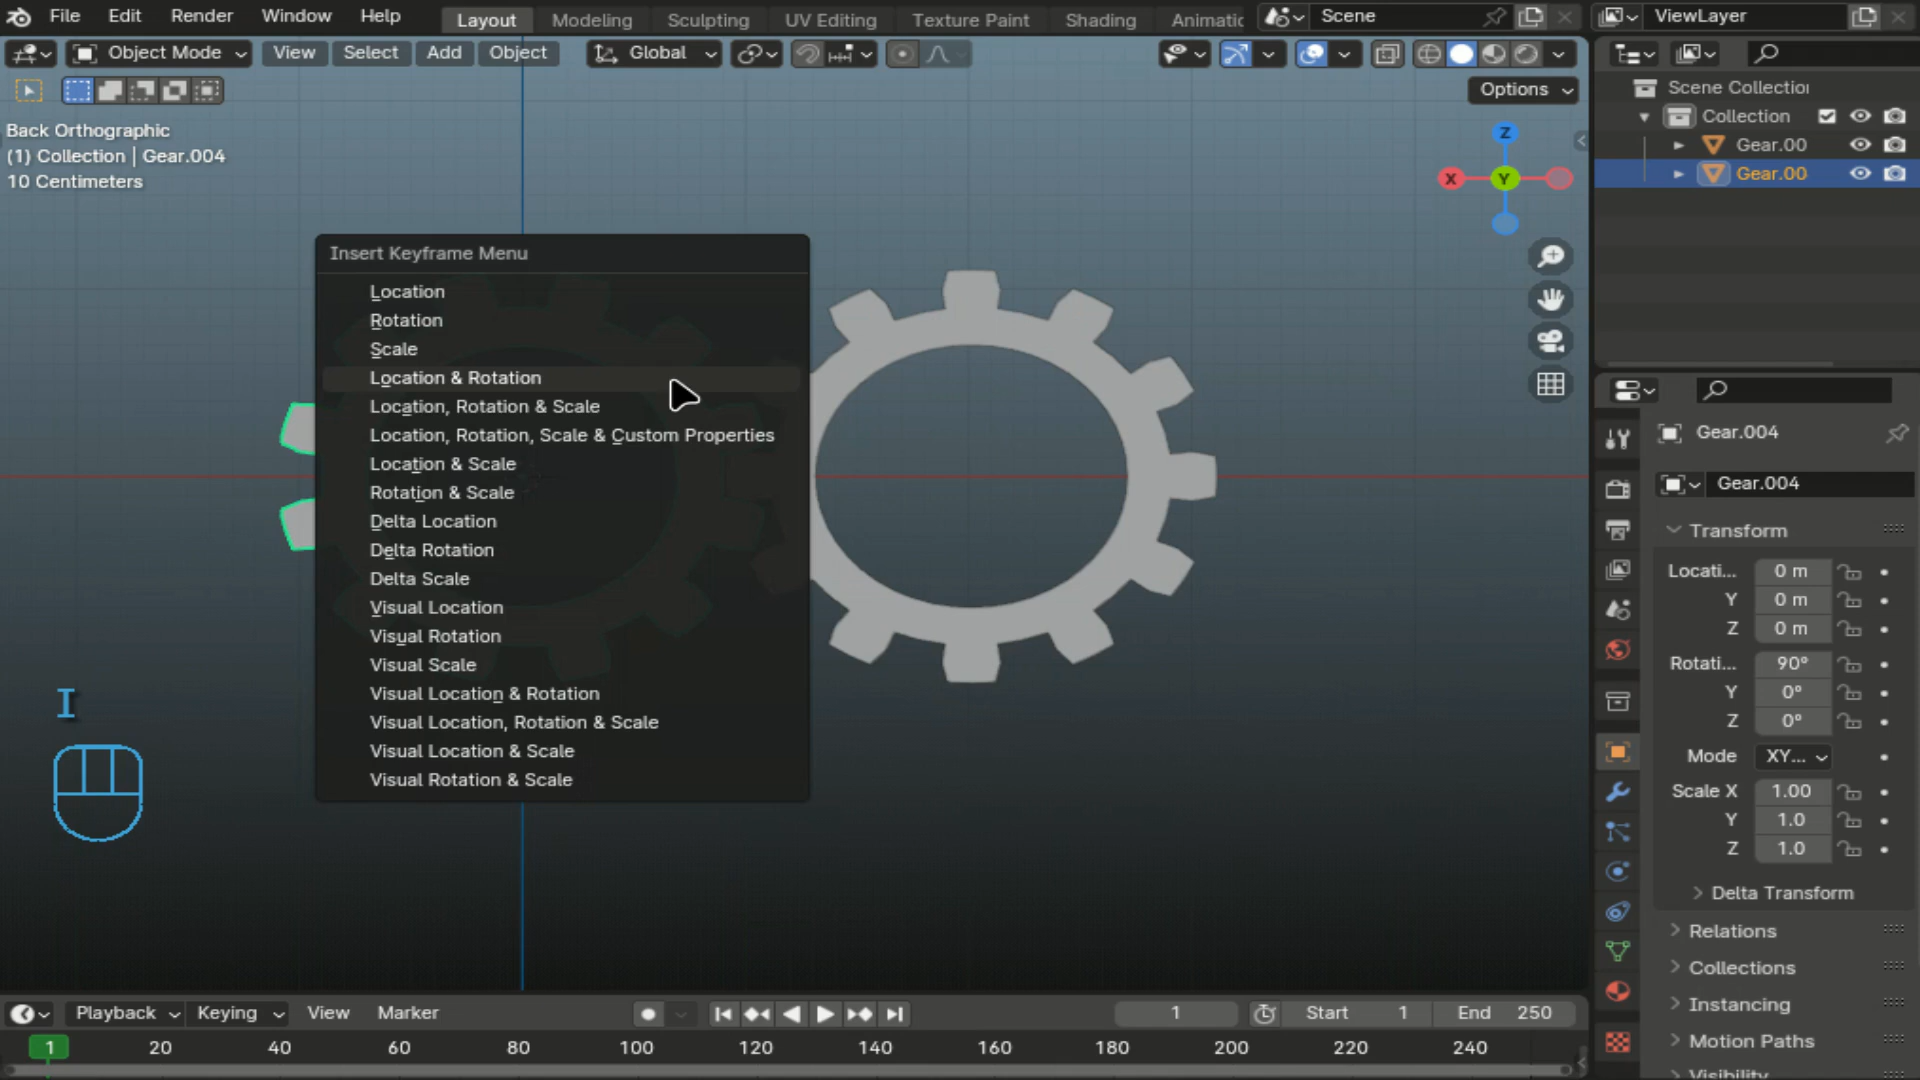 File Edit Render Window Help Layout Modeling Sculpting UV Editing Texture Paint Shading Animatic Scene ViewLayer
Object Mode View Select Add Object Global
Options
Back Orthographic
(1) Collection | Gear.004
10 Centimeters
Z
X
Y
Insert Keyframe Menu
Location
Rotation
Scale
Location & Rotation
Location, Rotation & Scale
Location, Rotation, Scale & Custom Properties
Location & Scale
Rotation & Scale
Delta Location
Delta Rotation
Delta Scale
Visual Location
Visual Rotation
Visual Scale
Visual Location & Rotation
Visual Location, Rotation & Scale
Visual Location & Scale
Visual Rotation & Scale
I
Scene Collection
Collection
Gear.00
Gear.00
Gear.004
Gear.004
Transform
Locati... 0 m
Y 0 m
Z 0 m
Rotati... 90°
Y 0°
Z 0°
Mode XY...
Scale X 1.00
Y 1.0
Z 1.0
Delta Transform
Relations
Collections
Instancing
Motion Paths
Visibility
Playback Keying View Marker 1 Start 1 End 250
1 20 40 60 80 100 120 140 160 180 200 220 240